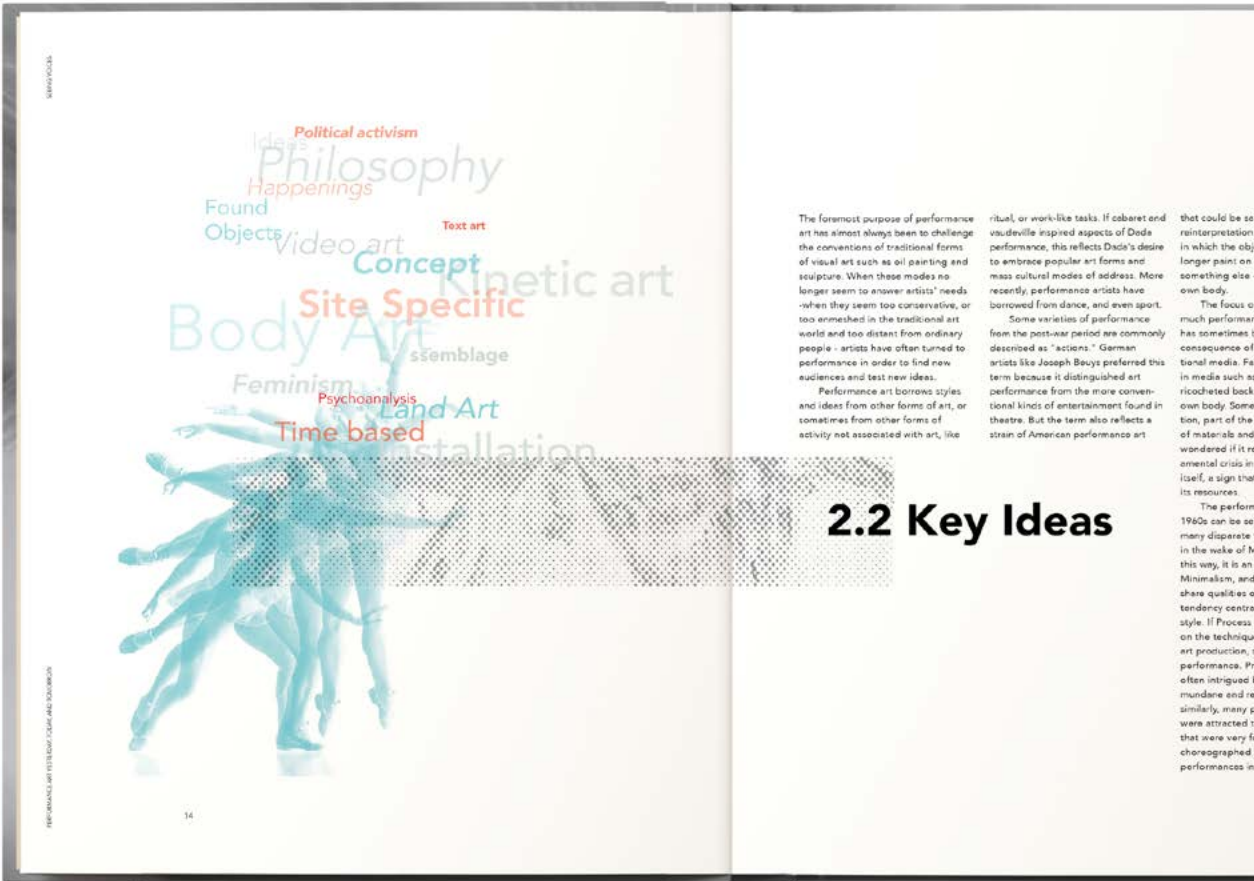 SEEING VOICES
Political activism
Ideas
Philosophy
Happenings
Found
Objects
Text art
Video art
Concept
Kinetic art
Site Specific
Body Art
ssemblage
Feminism
Psychoanalysis
Land Art
Time based
nstallation
PERFORMANCE ART YESTERDAY, TODAY, AND TOMORROW
14
The foremost purpose of performance
art has almost always been to challenge
the conventions of traditional forms
of visual art such as oil painting and
sculpture. When these modes no
longer seem to answer artists' needs
-when they seem too conservative, or
too enmeshed in the traditional art
world and too distant from ordinary
people - artists have often turned to
performance in order to find new
audiences and test new ideas.
Performance art borrows styles
and ideas from other forms of art, or
sometimes from other forms of
activity not associated with art, like
ritual, or work-like tasks. If cabaret and
vaudeville inspired aspects of Dada
performance, this reflects Dada's desire
to embrace popular art forms and
mass cultural modes of address. More
recently, performance artists have
borrowed from dance, and even sport.
Some varieties of performance
from the post-war period are commonly
described as "actions." German
artists like Joseph Beuys preferred this
term because it distinguished art
performance from the more conven-
tional kinds of entertainment found in
theatre. But the term also reflects a
strain of American performance art
that could be se
reinterpretation
in which the obj
longer paint on
something else
own body.
The focus o
much performan
has sometimes b
consequence of
tional media. Fa
in media such as
ricocheted back
own body. Some
tion, part of the
of materials and
wondered if it re
amental crisis in
itself, a sign that
its resources.
The perform
1960s can be se
many disparate
in the wake of M
this way, it is an
Minimalism, and
share qualities o
tendency centra
style. If Process
on the technique
art production, s
performance. Pr
often intrigued b
mundane and re
similarly, many p
were attracted t
that were very fo
choreographed
performances in
2.2 Key Ideas